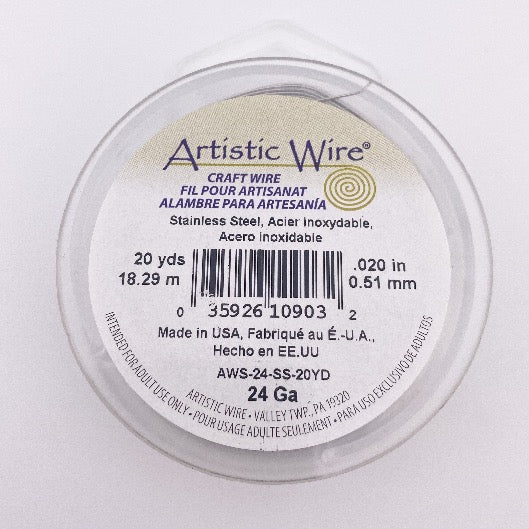 Artistic Wire®
CRAFT WIRE
FIL POUR ARTISANAT
ALAMBRE PARA ARTESANÍA
Stainless Steel, Acier Inoxydable,
Acero Inoxidable
20 yds
18.29 m
.020 in
0.51 mm
0 35926 10903 2
Made in USA, Fabriqué au É.-U.A.,
Hecho en EE.UU
AWS-24-SS-20YD
24 Ga
ARTISTIC WIRE • VALLEY TWP., PA 19320
INTENDED FOR ADULT USE ONLY • POUR USAGE ADULTE SEULEMENT • PARA USO EXCLUSIVO DE ADULTOS